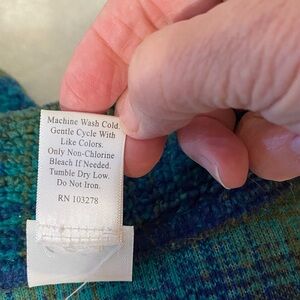 Machine Wash Cold.
Gentle Cycle With
Like Colors.
Only Non-Chlorine
Bleach If Needed.
Tumble Dry Low.
Do Not Iron.
RN 103278